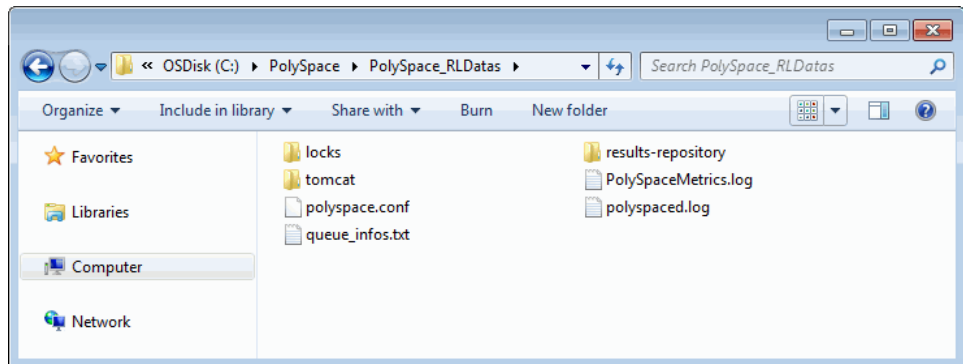 « OSDisk (C:) PolySpace PolySpace_RLDatas Search PolySpace_RLDatas
Organize Include in library Share with Burn New folder
Favorites
Libraries
Computer
Network
locks
tomcat
polyspace.conf
queue_infos.txt
results-repository
PolySpaceMetrics.log
polyspaced.log